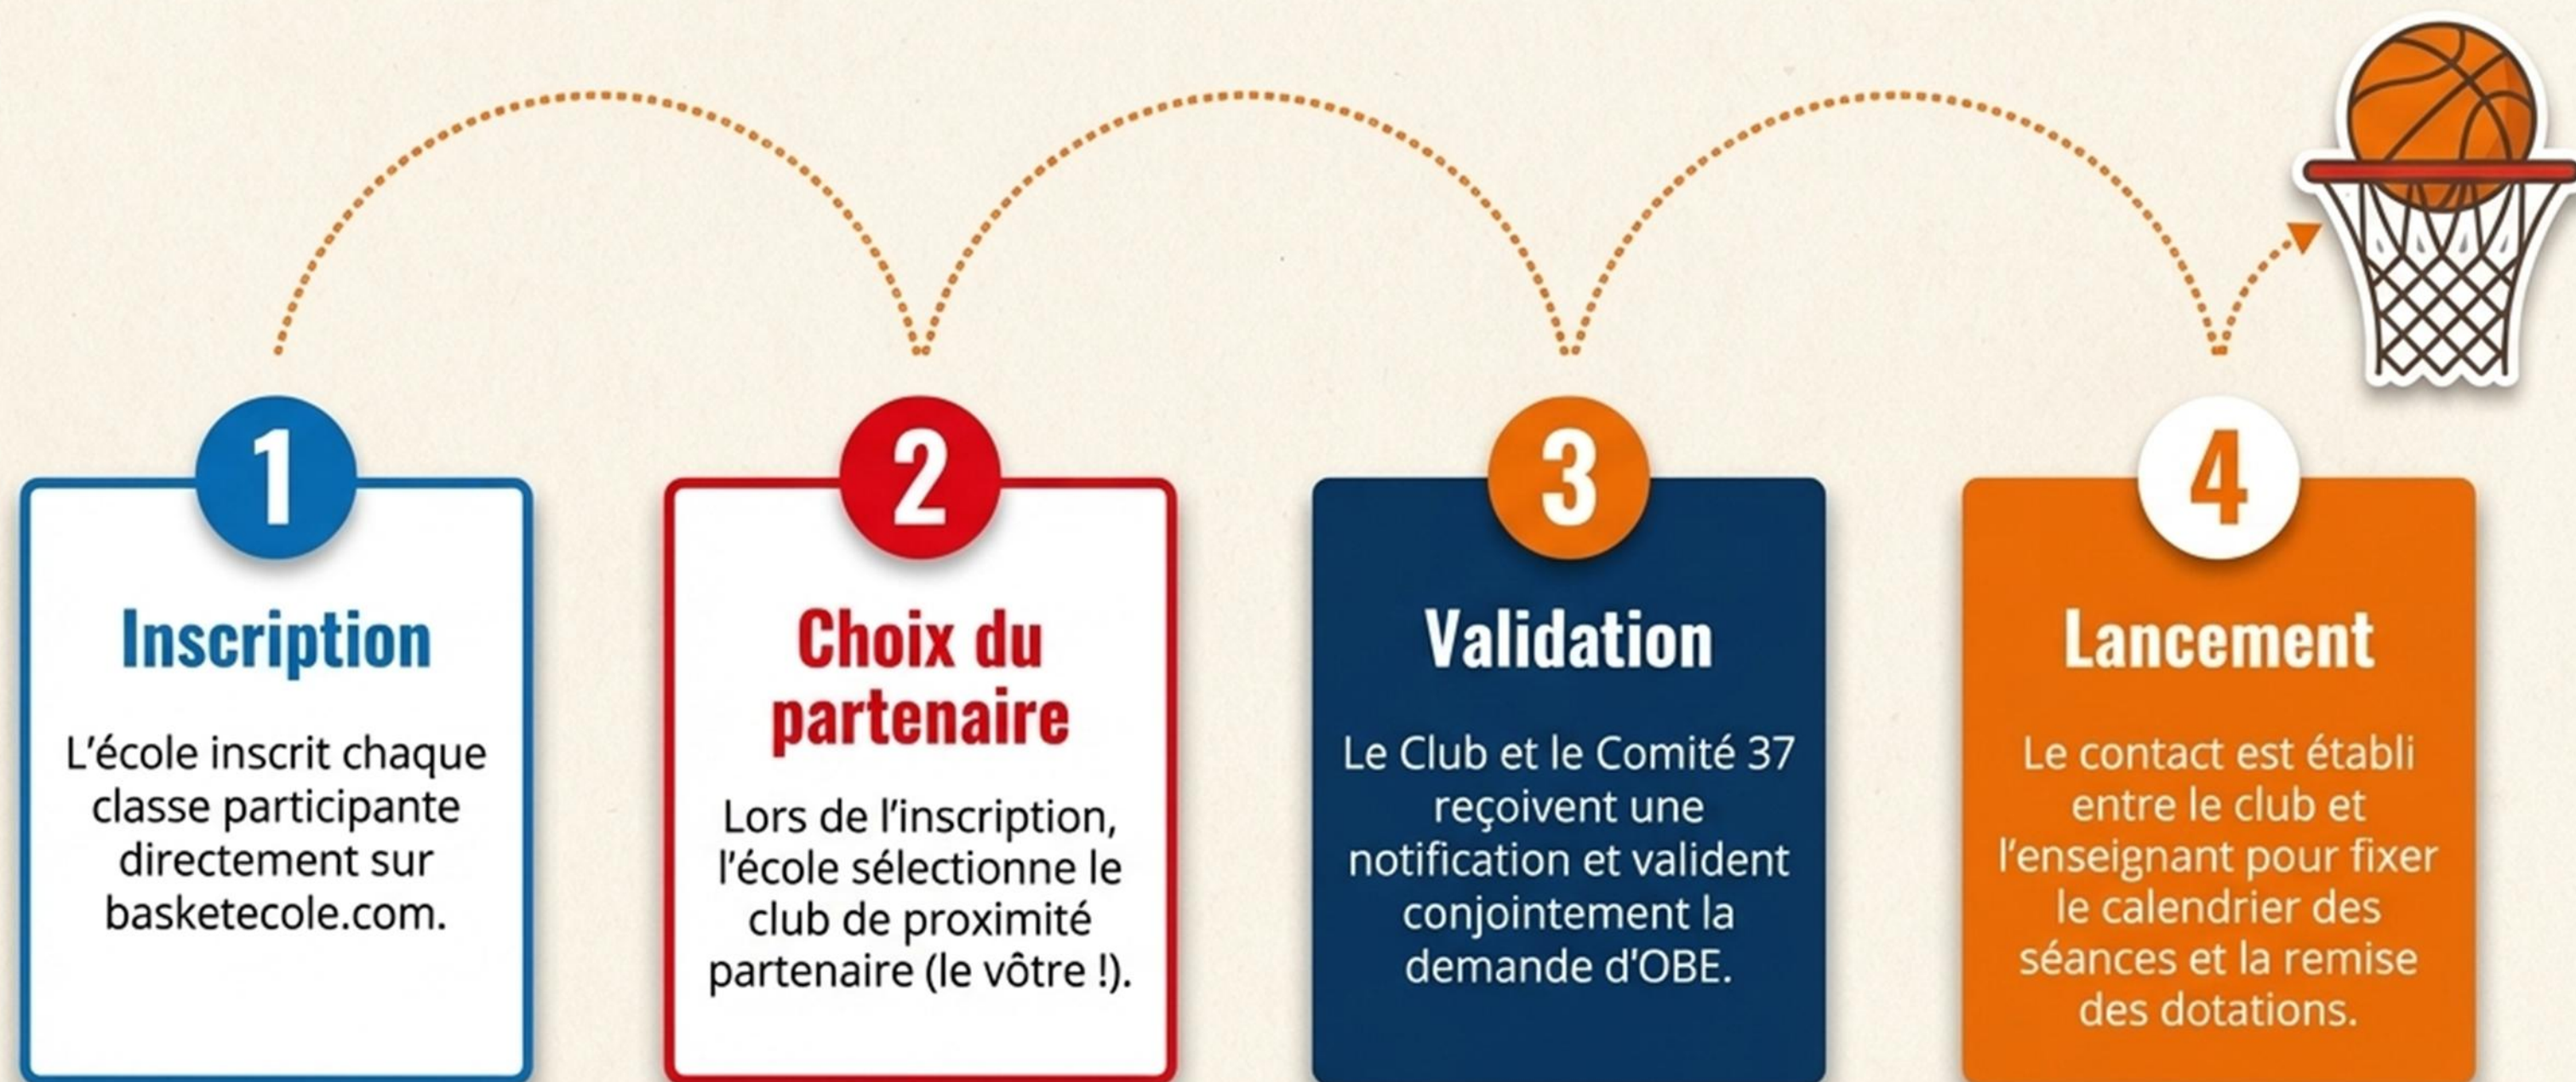 1
Inscription
L'école inscrit chaque
classe participante
directement sur
basketecole.com.
2
Choix du
partenaire
Lors de l'inscription,
l'école sélectionne le
club de proximité
partenaire (le vôtre !).
3
Validation
Le Club et le Comité 37
reçoivent une
notification et valident
conjointement la
demande d'OBE.
4
Lancement
Le contact est établi
entre le club et
l'enseignant pour fixer
le calendrier des
séances et la remise
des dotations.